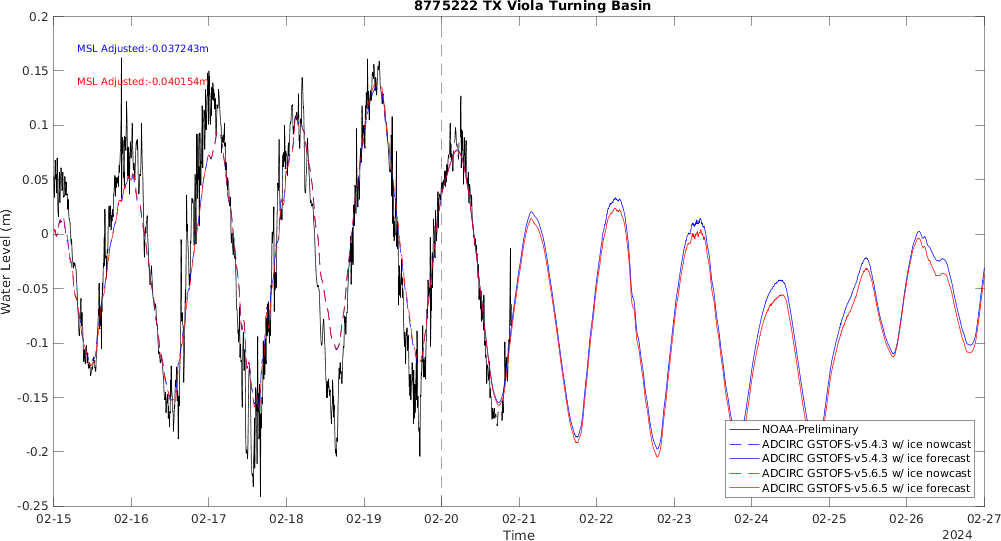 8775222 TX Viola Turning Basin
MSL Adjusted:-0.037243m
MSL Adjusted:-0.040154m
Water Level (m)
0.2
0.15
0.1
0.05
0
-0.05
-0.1
-0.15
-0.2
-0.25
NOAA-Preliminary
ADCIRC GSTOFS-v5.4.3 w/ ice nowcast
ADCIRC GSTOFS-v5.4.3 w/ ice forecast
ADCIRC GSTOFS-v5.6.5 w/ ice nowcast
ADCIRC GSTOFS-v5.6.5 w/ ice forecast
02-15 02-16 02-17 02-18 02-19 02-20 02-21 02-22 02-23 02-24 02-25 02-26 02-27
Time
2024